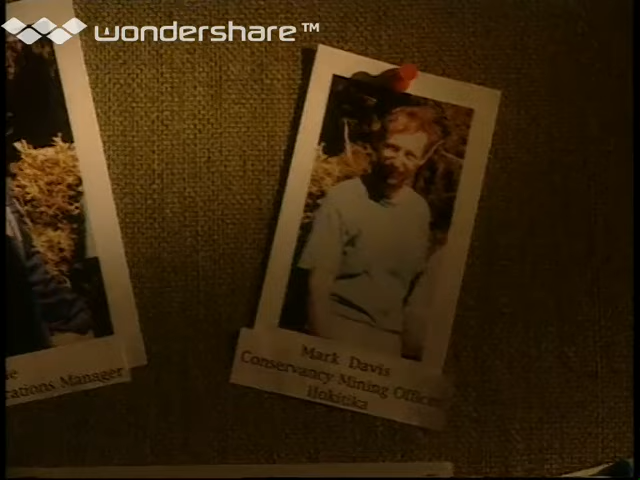 wondershare™
Mark Davis
Conservancy Mining Officer
Hokitika
ations Manager